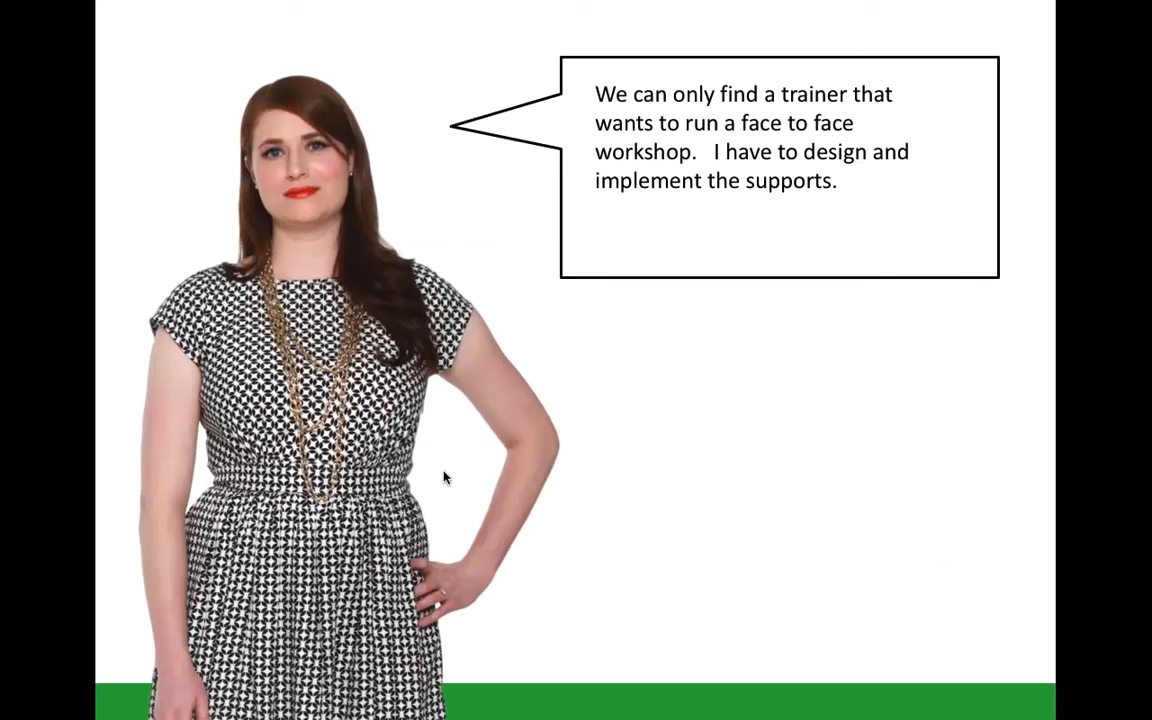 We can only find a trainer that
wants to run a face to face
workshop.   I have to design and
implement the supports.